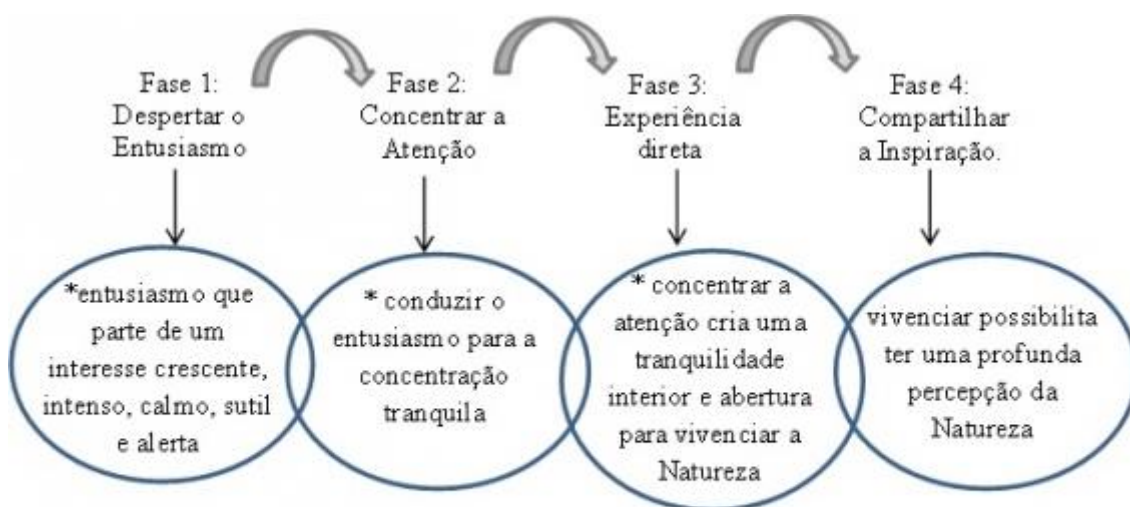 Fase 1:
Despertar o
Entusiasmo
Fase 2:
Concentrar a
Atenção
Fase 3:
Experiência
direta
Fase 4:
Compartilhar
a Inspiração.
*entusiasmo que
parte de um
interesse crescente,
intenso, calmo, sutil
e alerta
* conduzir o
entusiasmo para a
concentração
tranquila
* concentrar a
atenção cria uma
tranquilidade
interior e abertura
para vivenciar a
Natureza
vivenciar possibilita
ter uma profunda
percepção da
Natureza